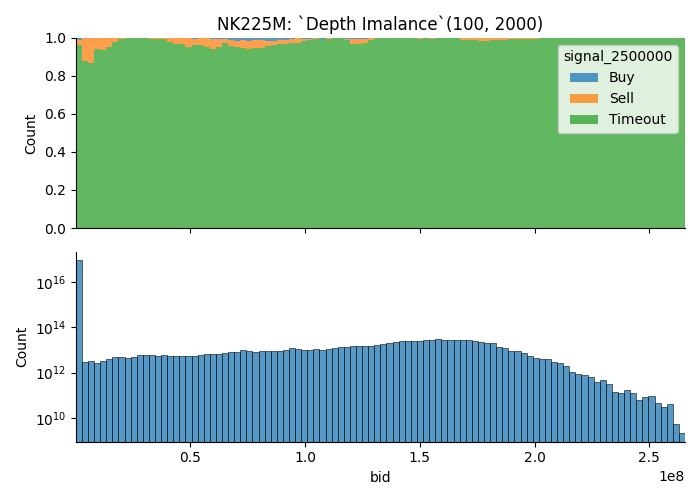 NK225M: `Depth Imalance`(100, 2000)
1.0
0.8
0.6
0.4
0.2
0.0
Count
signal_2500000
Buy
Sell
Timeout
10^16
10^14
10^12
10^10
Count
0.5
1.0
1.5
2.0
2.5
1e8
bid